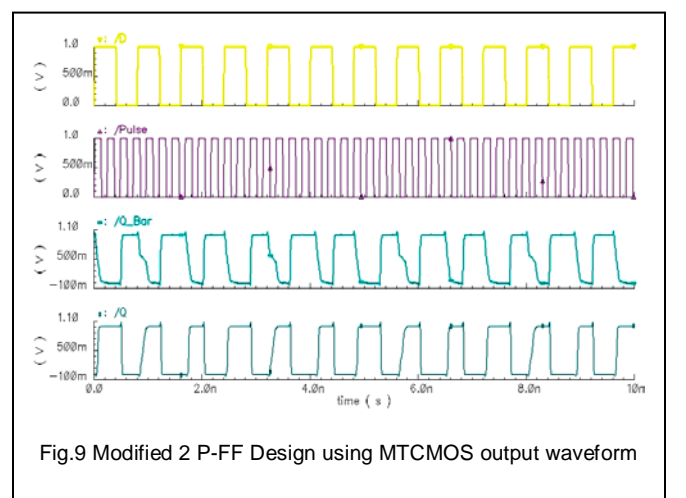 /D
1.0
500m
0.0
(V)
/Pulse
1.0
500m
0.0
(V)
/Q_Bar
1.10
500m
-100m
(V)
/Q
1.10
500m
-100m
(V)
0.0 2.0n 4.0n 6.0n 8.0n 10n
time ( s )
Fig.9 Modified 2 P-FF Design using MTCMOS output waveform